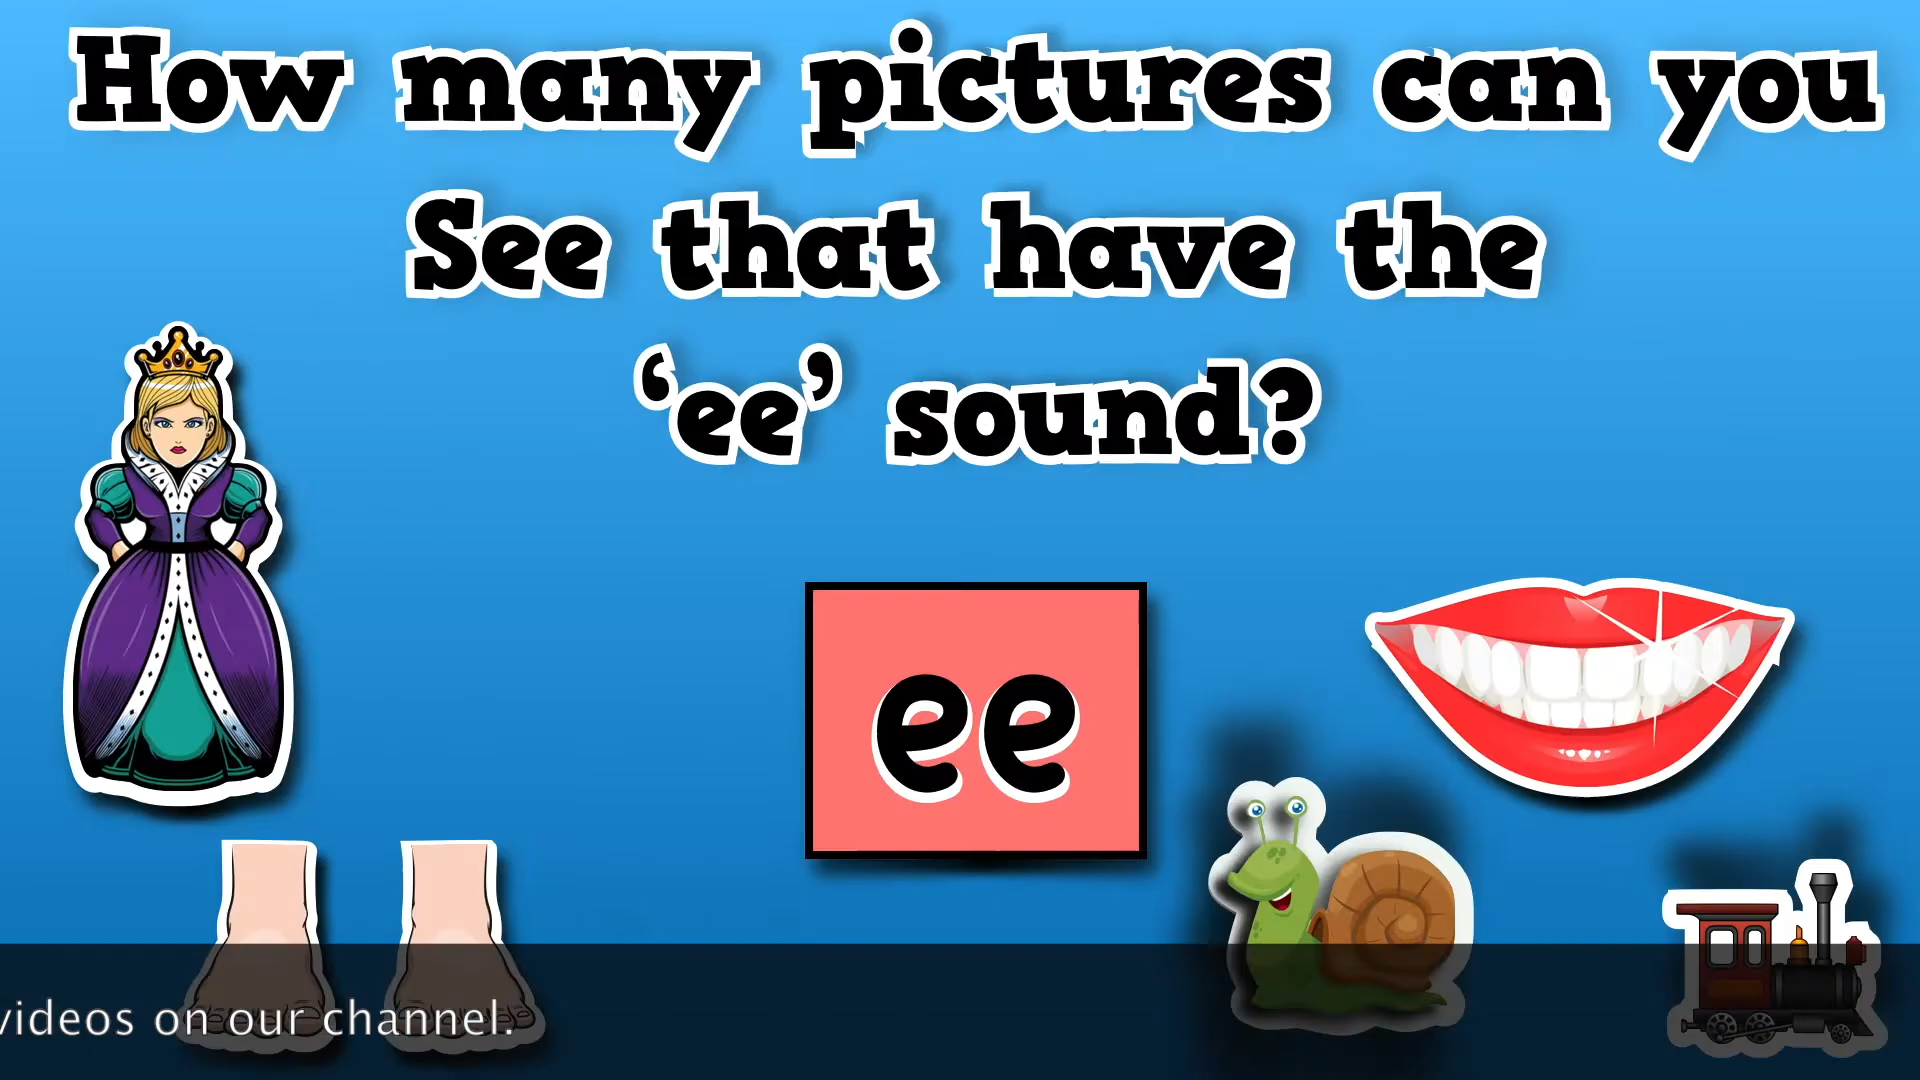 How many pictures can you
See that have the
‘ee’ sound?
ee
videos on our channel.